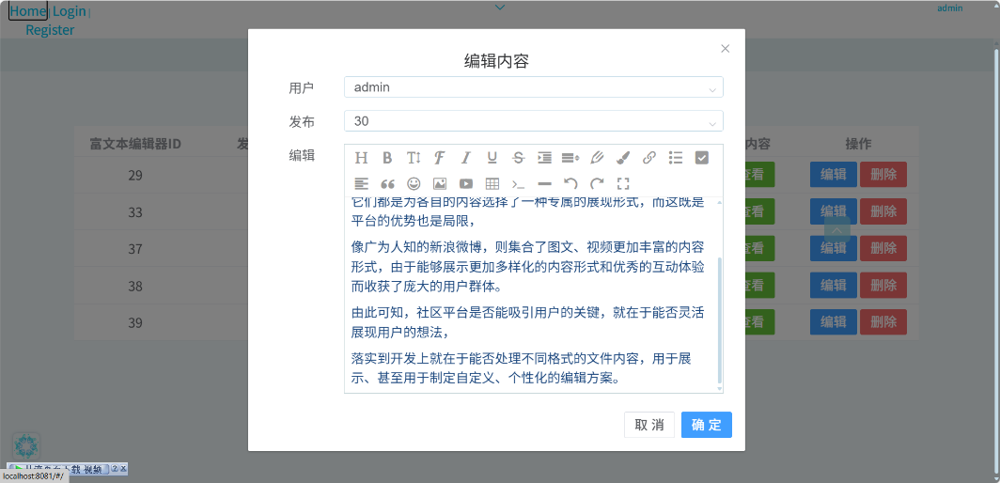 Home | Login |
Register
admin
编辑内容
用户
admin
发布
30
编辑
它们都是为各自的内容选择了一种专属的展现形式，而这既是
平台的优势也是局限，
像广为人知的新浪微博，则集合了图文、视频更加丰富的内容
形式，由于能够展示更加多样化的内容形式和优秀的互动体验
而收获了庞大的用户群体。
由此可知，社区平台是否能吸引用户的关键，就在于能否灵活
展现用户的想法，
落实到开发上就在于能否处理不同格式的文件内容，用于展
示、甚至用于制定自定义、个性化的编辑方案。
取消 确定
富文本编辑器ID 发 内容 操作
29 查看 编辑 删除
33 查看 编辑 删除
37 查看 编辑 删除
38 查看 编辑 删除
39 查看 编辑 删除
localhost:8081/#/